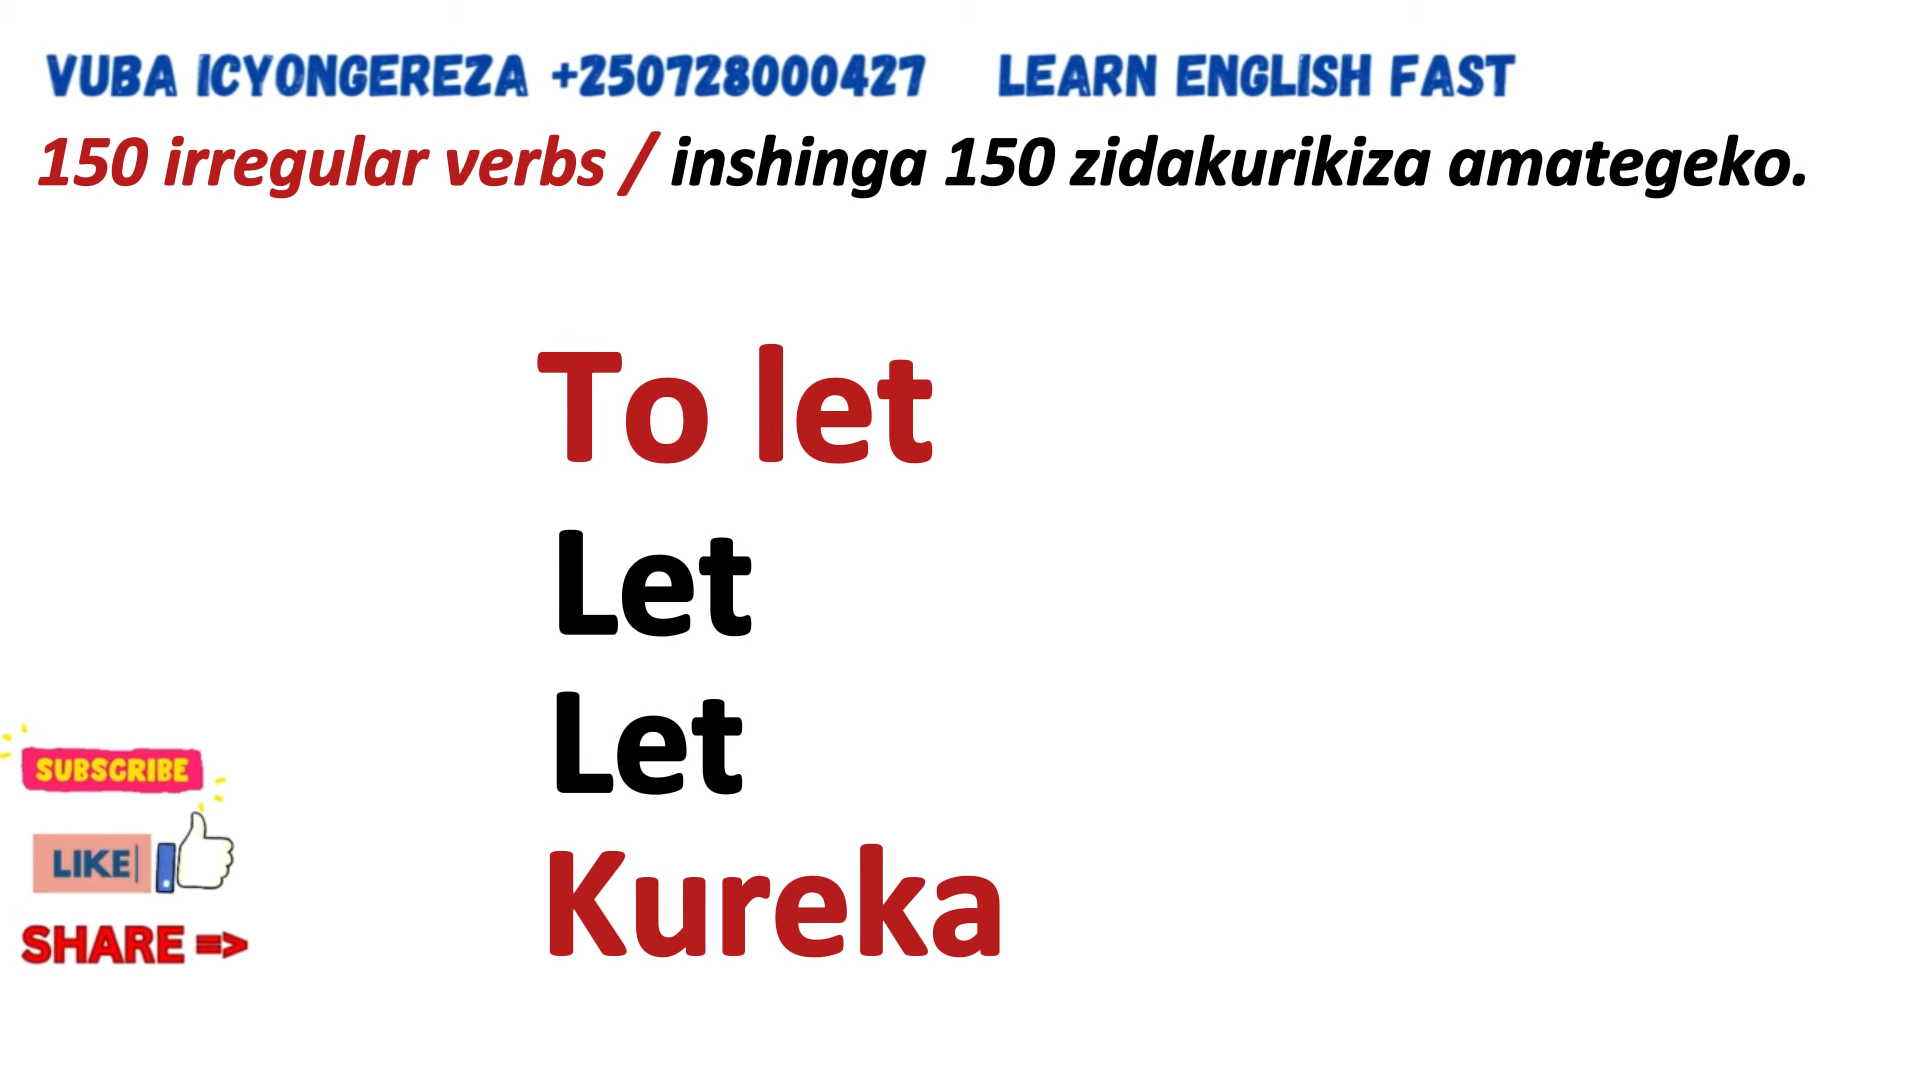 VUBA ICYONGEREZA +250728000427 LEARN ENGLISH FAST
150 irregular verbs / inshinga 150 zidakurikiza amategeko.
To let
Let
Let
Kureka
SUBSCRIBE
LIKE
SHARE =>